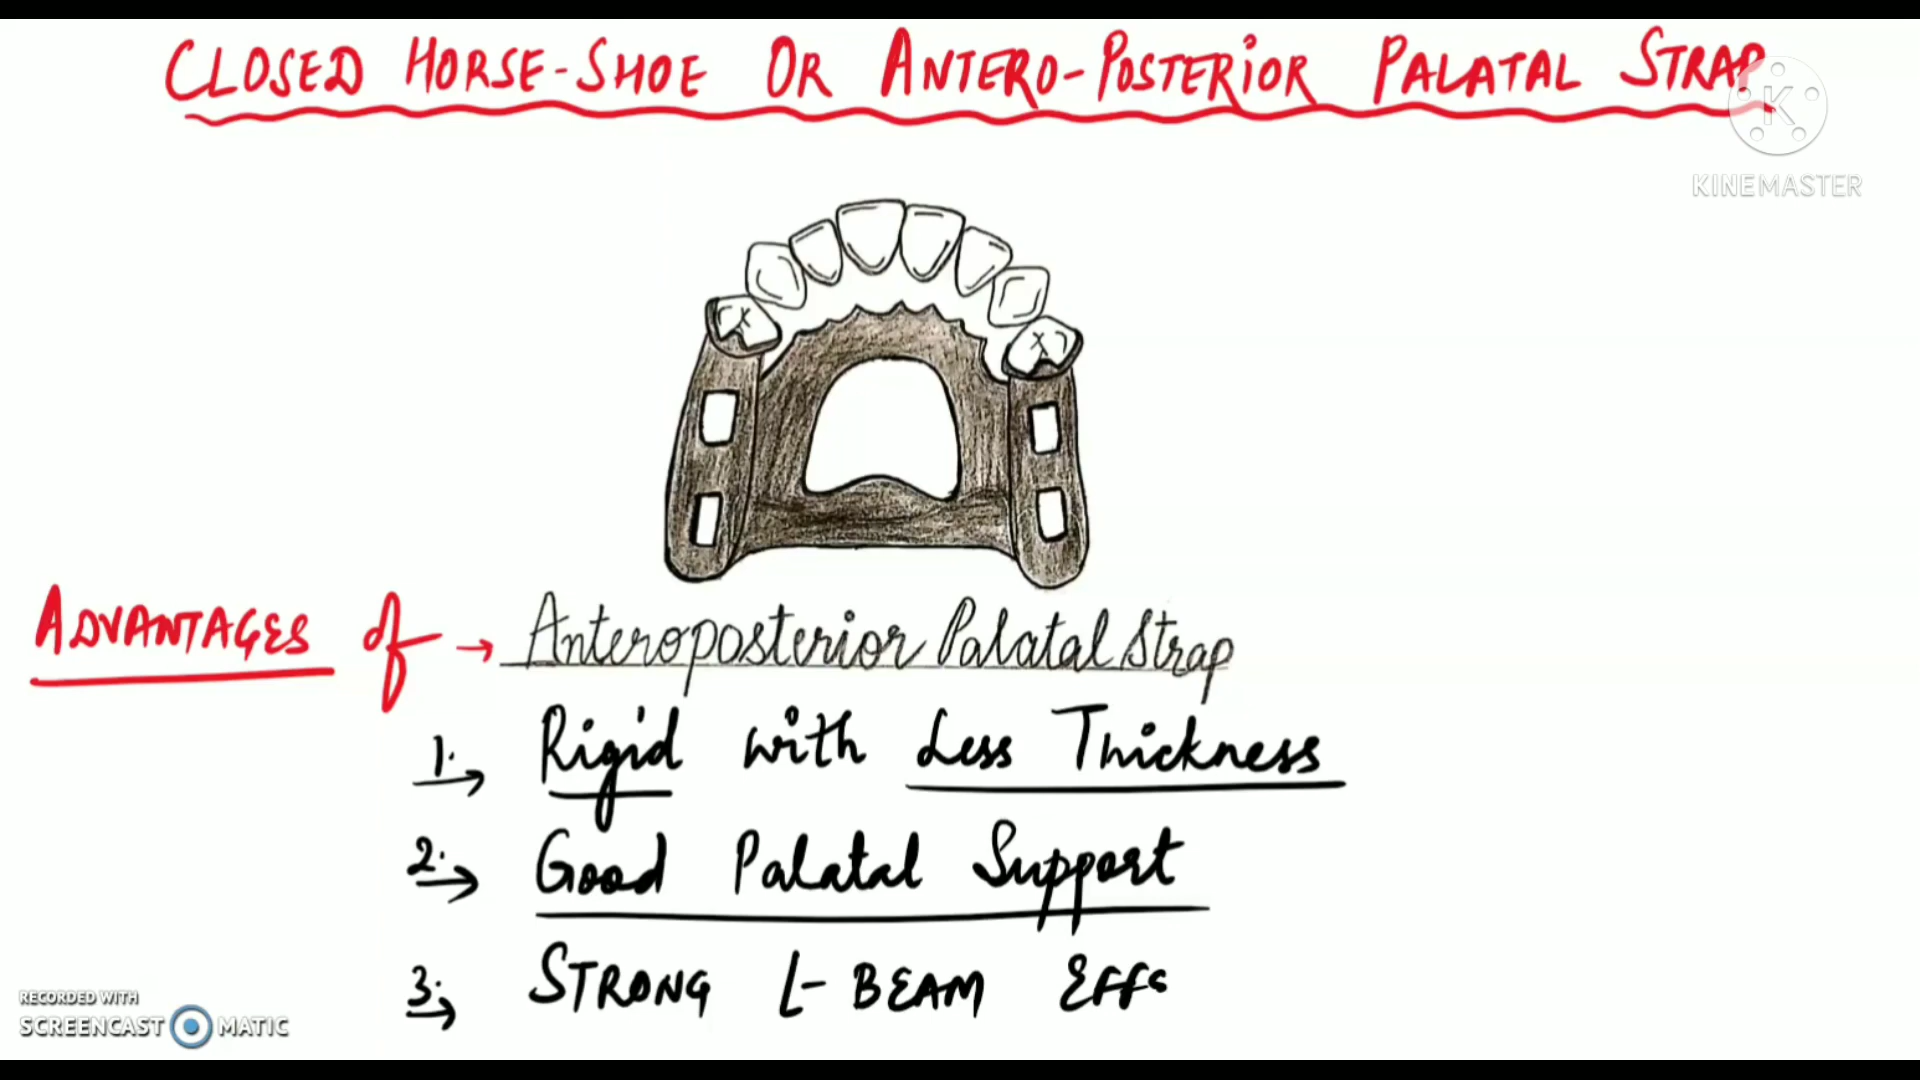 CLOSED HORSE-SHOE OR ANTERO-POSTERIOR PALATAL STRAP
KINEMASTER
ADVANTAGES of → Anteroposterior Palatal Strap
1. → Rigid with Less Thickness
2. → Good Palatal Support
3. → STRONG L-BEAM EFFE
RECORDED WITH
SCREENCAST MATIC